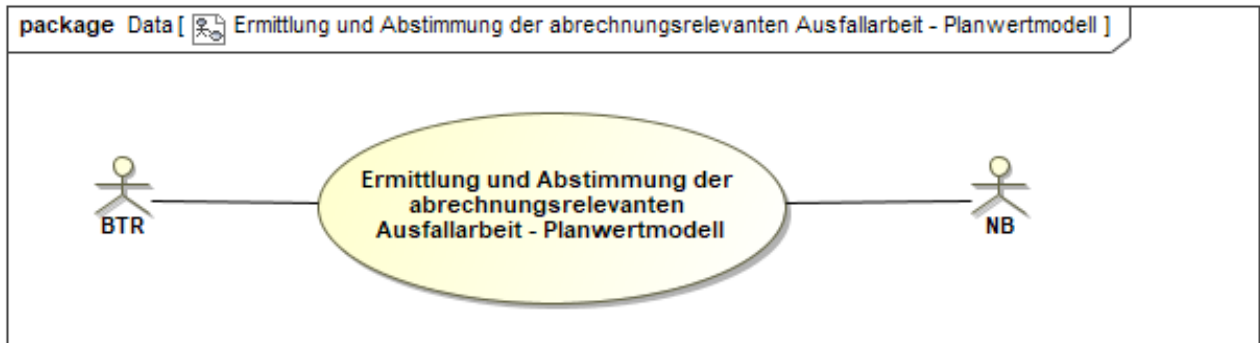 package Data [ Ermittlung und Abstimmung der abrechnungsrelevanten Ausfallarbeit - Planwertmodell ]
Ermittlung und Abstimmung der
abrechnungsrelevanten
Ausfallarbeit - Planwertmodell
BTR
NB